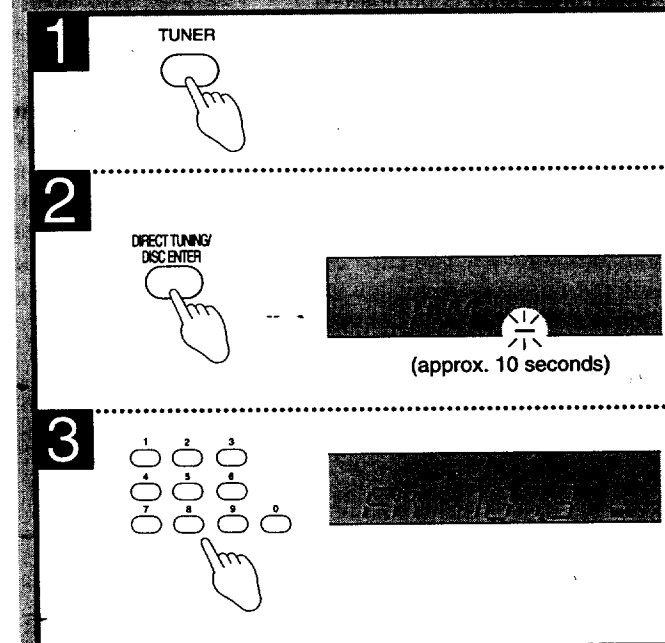 1
TUNER
2
DIRECT TUNING/
DISC ENTER
(approx. 10 seconds)
3
1 2 3
4 5 6
7 8 9 0